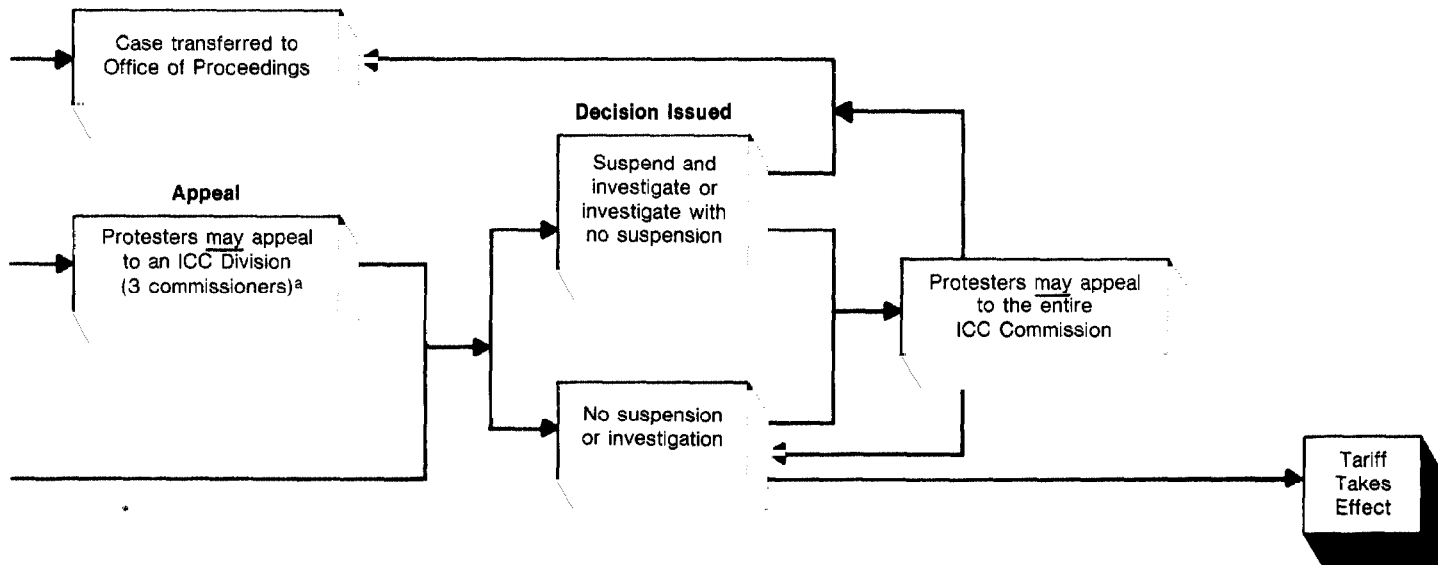 Case transferred to
Office of Proceedings
Decision Issued
Suspend and
investigate or
investigate with
no suspension
Appeal
Protesters may appeal
to an ICC Division
(3 commissioners)a
Protesters may appeal
to the entire
ICC Commission
No suspension
or investigation
Tariff
Takes
Effect